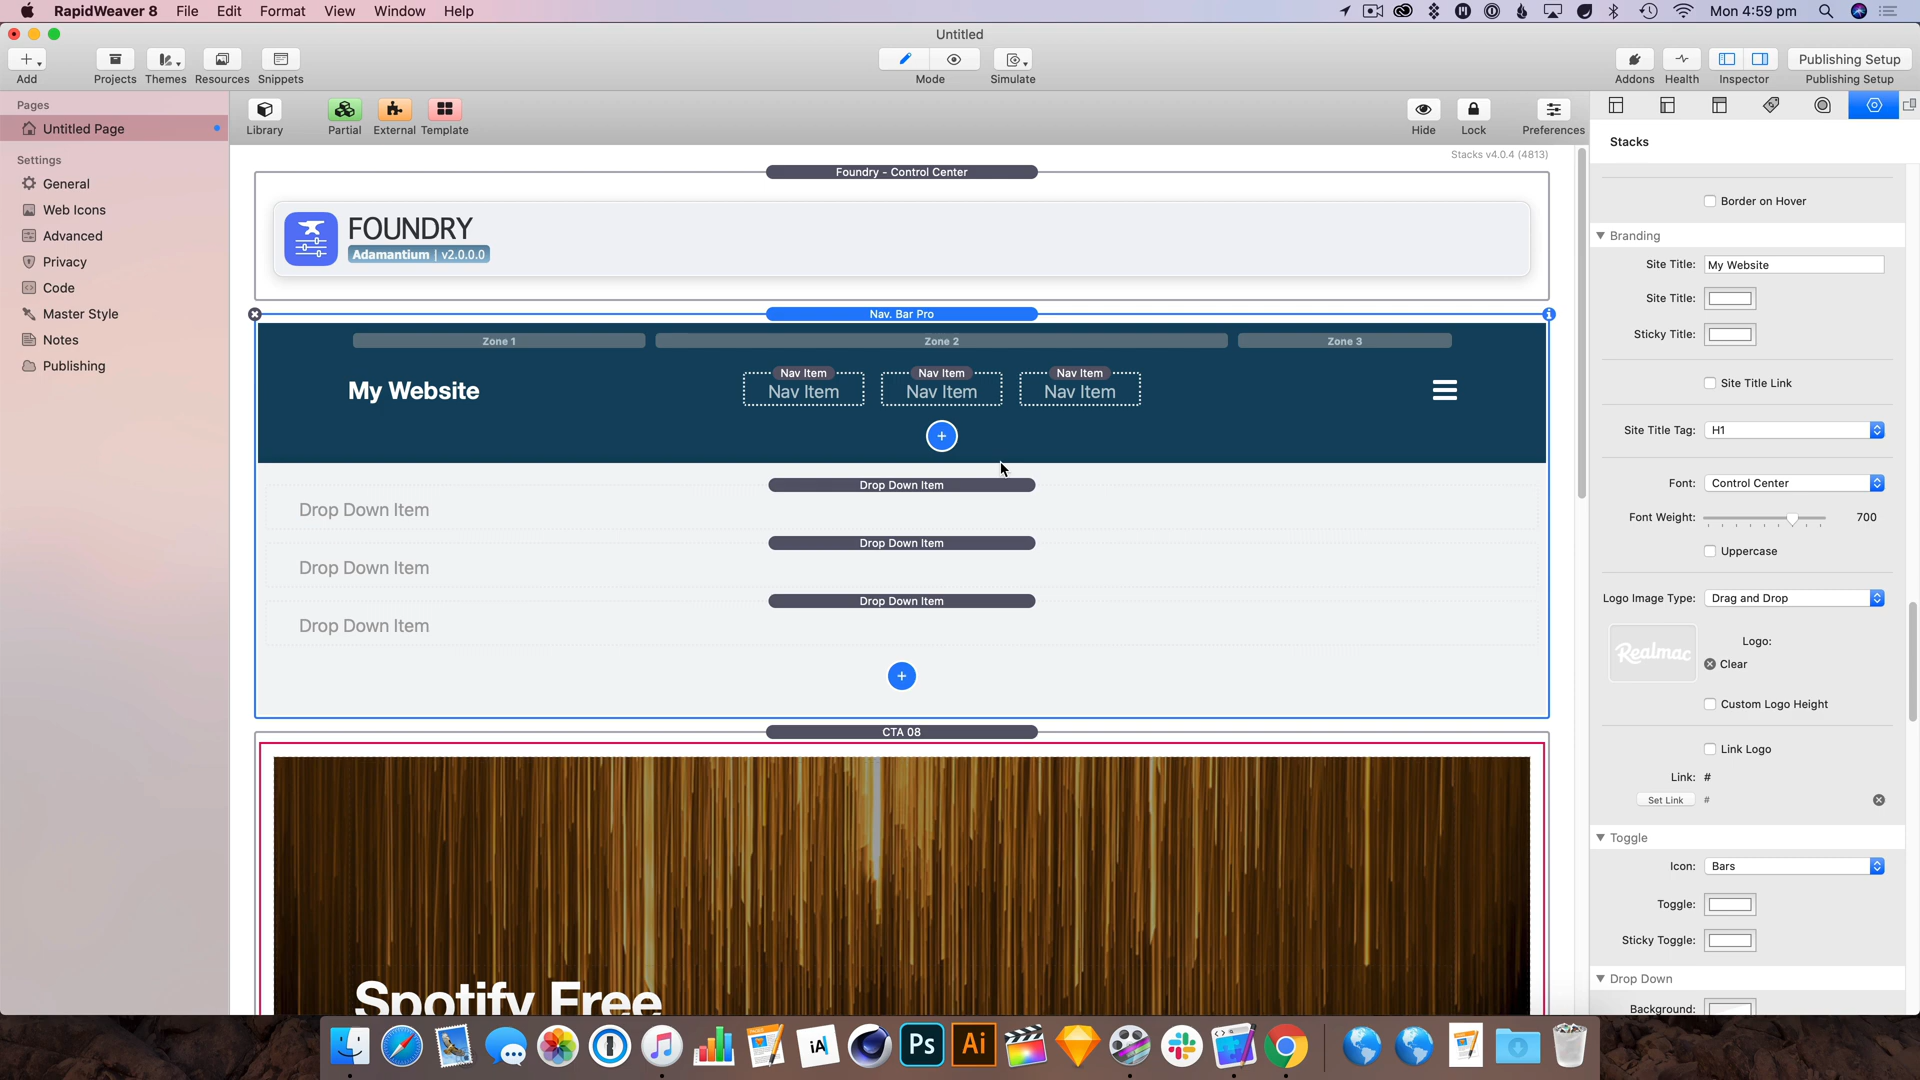 RapidWeaver 8 File Edit Format View Window Help Mon 4:59 pm
Untitled
Add Projects Themes Resources Snippets Mode Simulate Addons Health Inspector Publishing Setup
Publishing Setup
Pages
Untitled Page
Settings
General
Web Icons
Advanced
Privacy
Code
Master Style
Notes
Publishing
Library Partial External Template Hide Lock Preferences
Stacks v4.0.4 (4813)
Foundry - Control Center
FOUNDRY
Adamantium | v2.0.0.0
Nav. Bar Pro
Zone 1 Zone 2 Zone 3
My Website
Nav Item Nav Item Nav Item
Nav Item Nav Item Nav Item
Drop Down Item
Drop Down Item
Drop Down Item
Drop Down Item
Drop Down Item
Drop Down Item
CTA 08
Spotify Free
Stacks
Border on Hover
Branding
Site Title: My Website
Site Title:
Sticky Title:
Site Title Link
Site Title Tag: H1
Font: Control Center
Font Weight: 700
Uppercase
Logo Image Type: Drag and Drop
Realmac
Logo:
Clear
Custom Logo Height
Link Logo
Link: #
Set Link #
Toggle
Icon: Bars
Toggle:
Sticky Toggle:
Drop Down
Background:
iA Ps Ai